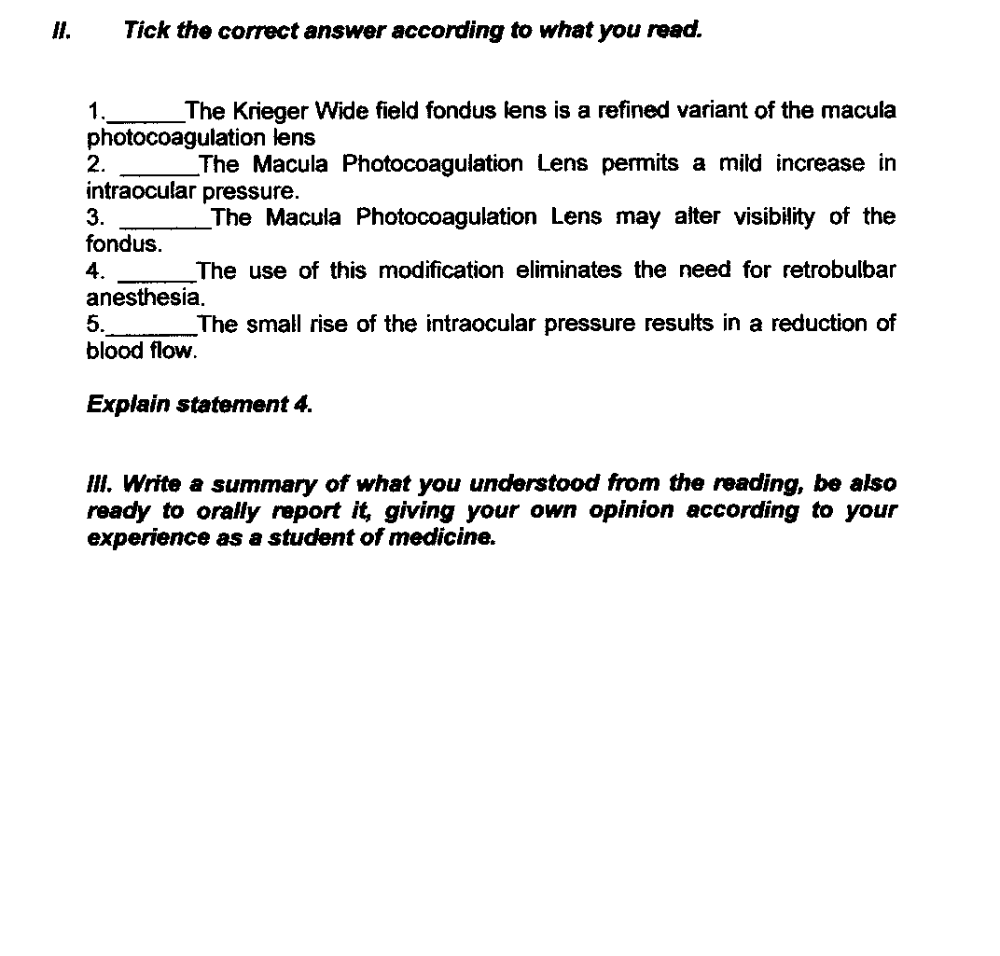 II. Tick the correct answer according to what you read.
1.______The Krieger Wide field fondus lens is a refined variant of the macula
photocoagulation lens
2. ______The Macula Photocoagulation Lens permits a mild increase in
intraocular pressure.
3. _______The Macula Photocoagulation Lens may alter visibility of the
fondus.
4. ______The use of this modification eliminates the need for retrobulbar
anesthesia.
5._______The small rise of the intraocular pressure results in a reduction of
blood flow.
Explain statement 4.
III. Write a summary of what you understood from the reading, be also
ready to orally report it, giving your own opinion according to your
experience as a student of medicine.